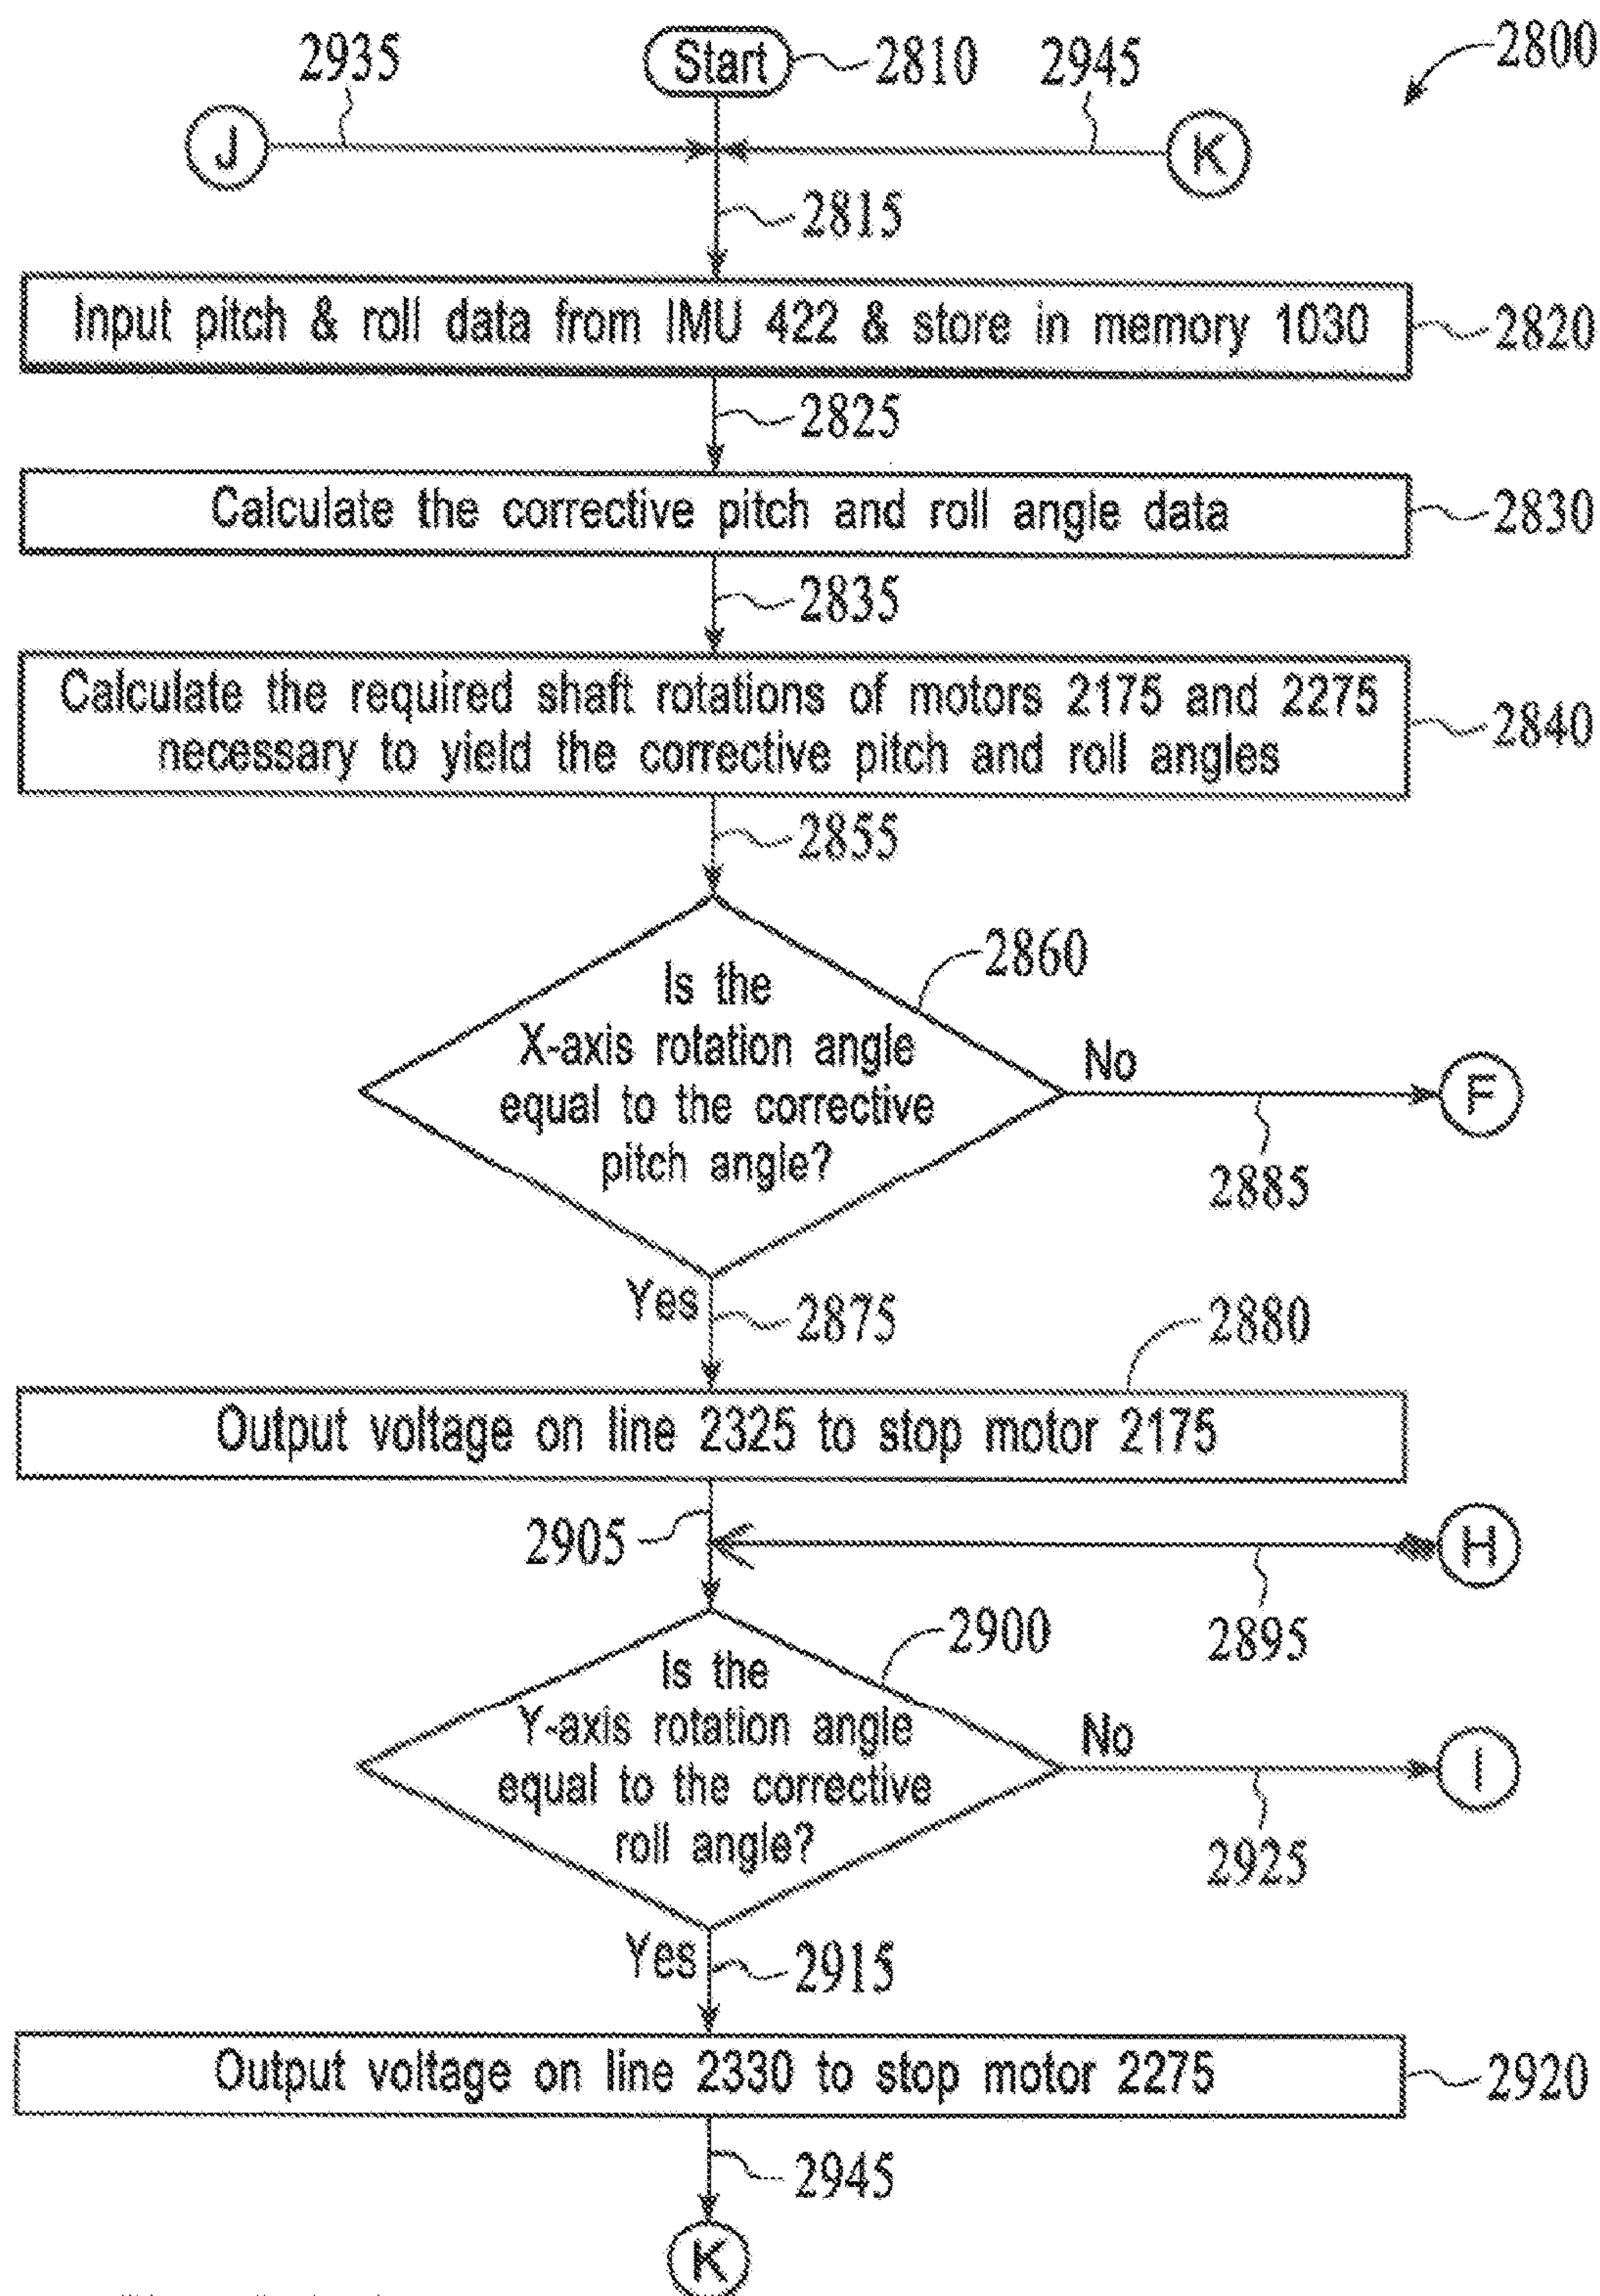 2935
Start
2810
2945
2800
J
K
2815
Input pitch & roll data from IMU 422 & store in memory 1030
2820
2825
Calculate the corrective pitch and roll angle data
2830
2835
Calculate the required shaft rotations of motors 2175 and 2275
necessary to yield the corrective pitch and roll angles
2840
2855
2860
Is the
X-axis rotation angle
equal to the corrective
pitch angle?
No
F
2885
Yes
2875
2880
Output voltage on line 2325 to stop motor 2175
2905
H
2895
2900
Is the
Y-axis rotation angle
equal to the corrective
roll angle?
No
I
2925
Yes
2915
Output voltage on line 2330 to stop motor 2275
2920
2945
K